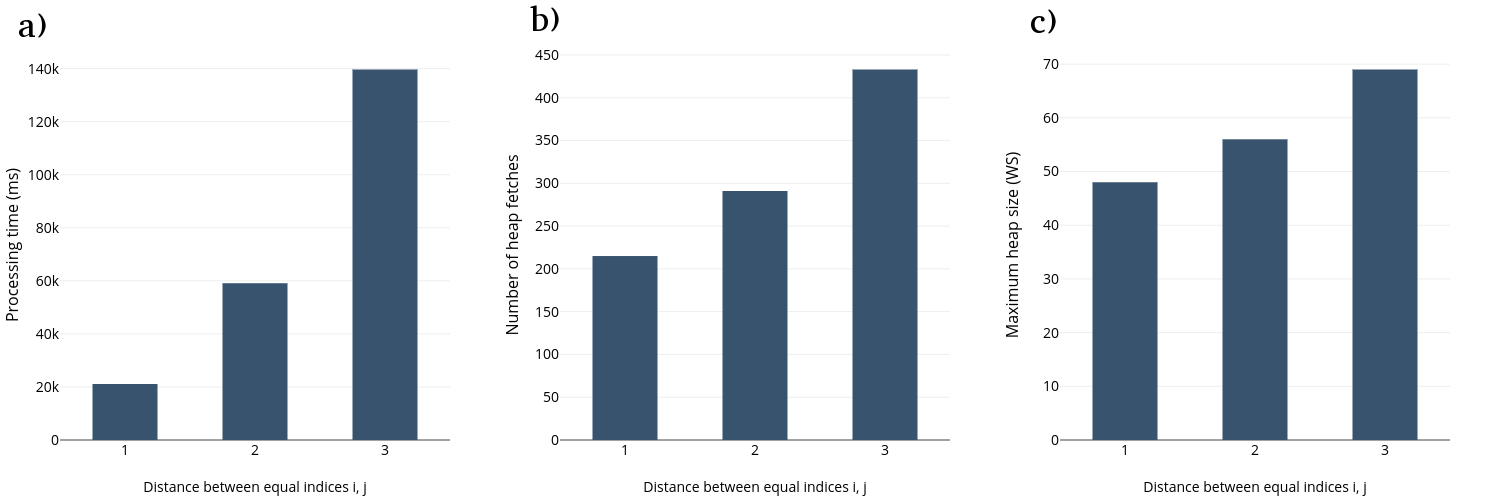 a)
Processing time (ms)
140k
120k
100k
80k
60k
40k
20k
0
1 2 3
Distance between equal indices i, j
b)
Number of heap fetches
450
400
350
300
250
200
150
100
50
0
1 2 3
Distance between equal indices i, j
c)
Maximum heap size (WS)
70
60
50
40
30
20
10
0
1 2 3
Distance between equal indices i, j